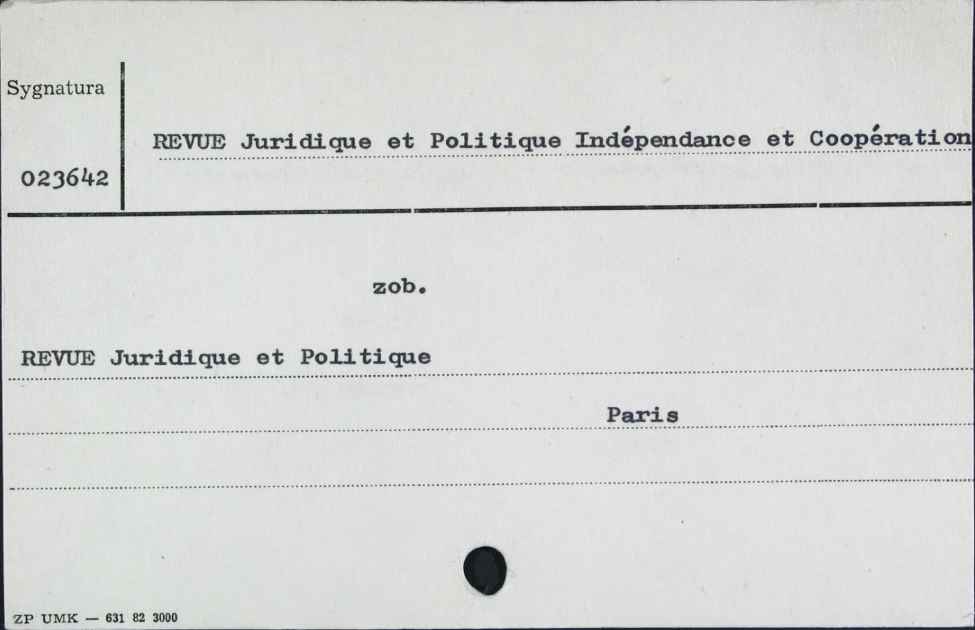 Sygnatura
REVUE Juridique et Politique Indépendance et Coopération
023642
zob.
REVUE Juridique et Politique
Paris
ZP UMK — 631 82 3000